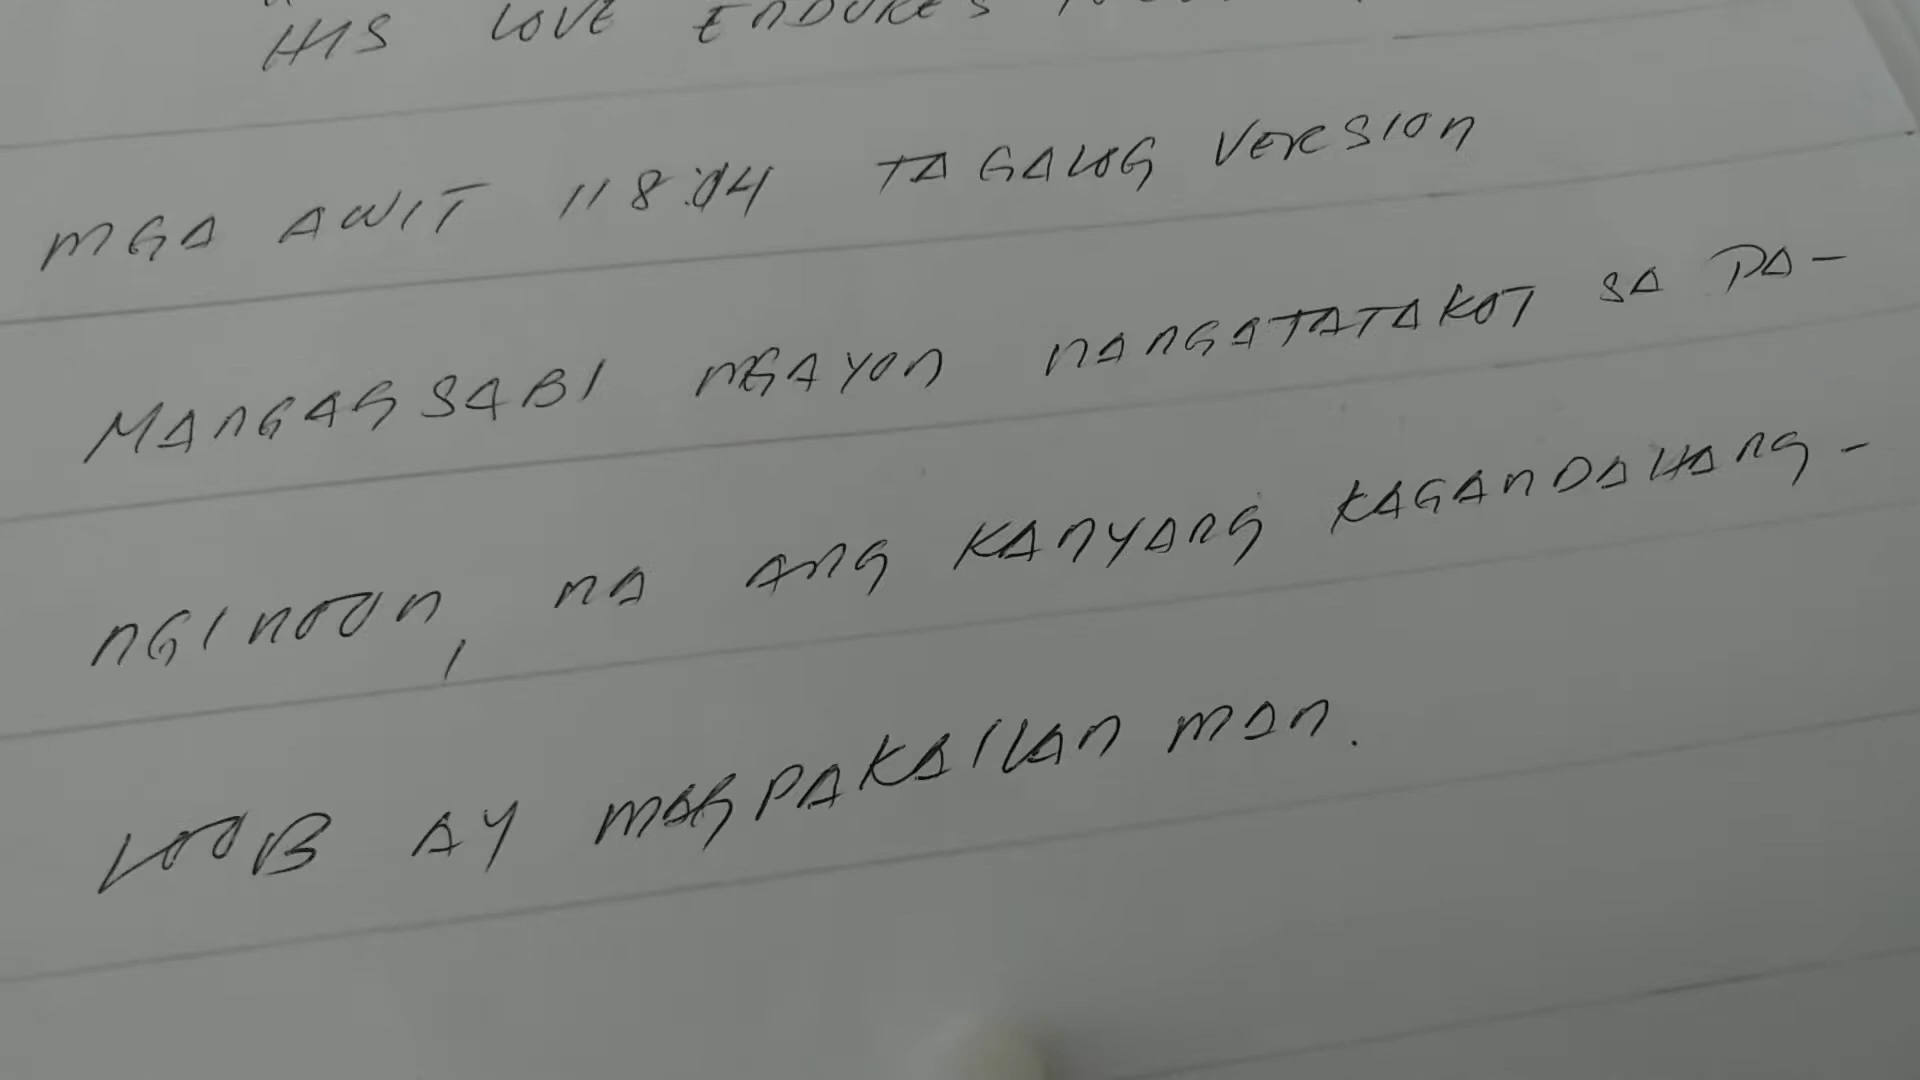 HIS LOVE ENDURES
MGA AWIT 118:04 TAGALOG VERSION
MANGAGSABI NGAYON NANGATATAKOT SA PA-
NGINOON, NA ANG KANYANG KAGANDAHANG-
LOOB AY MAGPAKAILAN MAN.